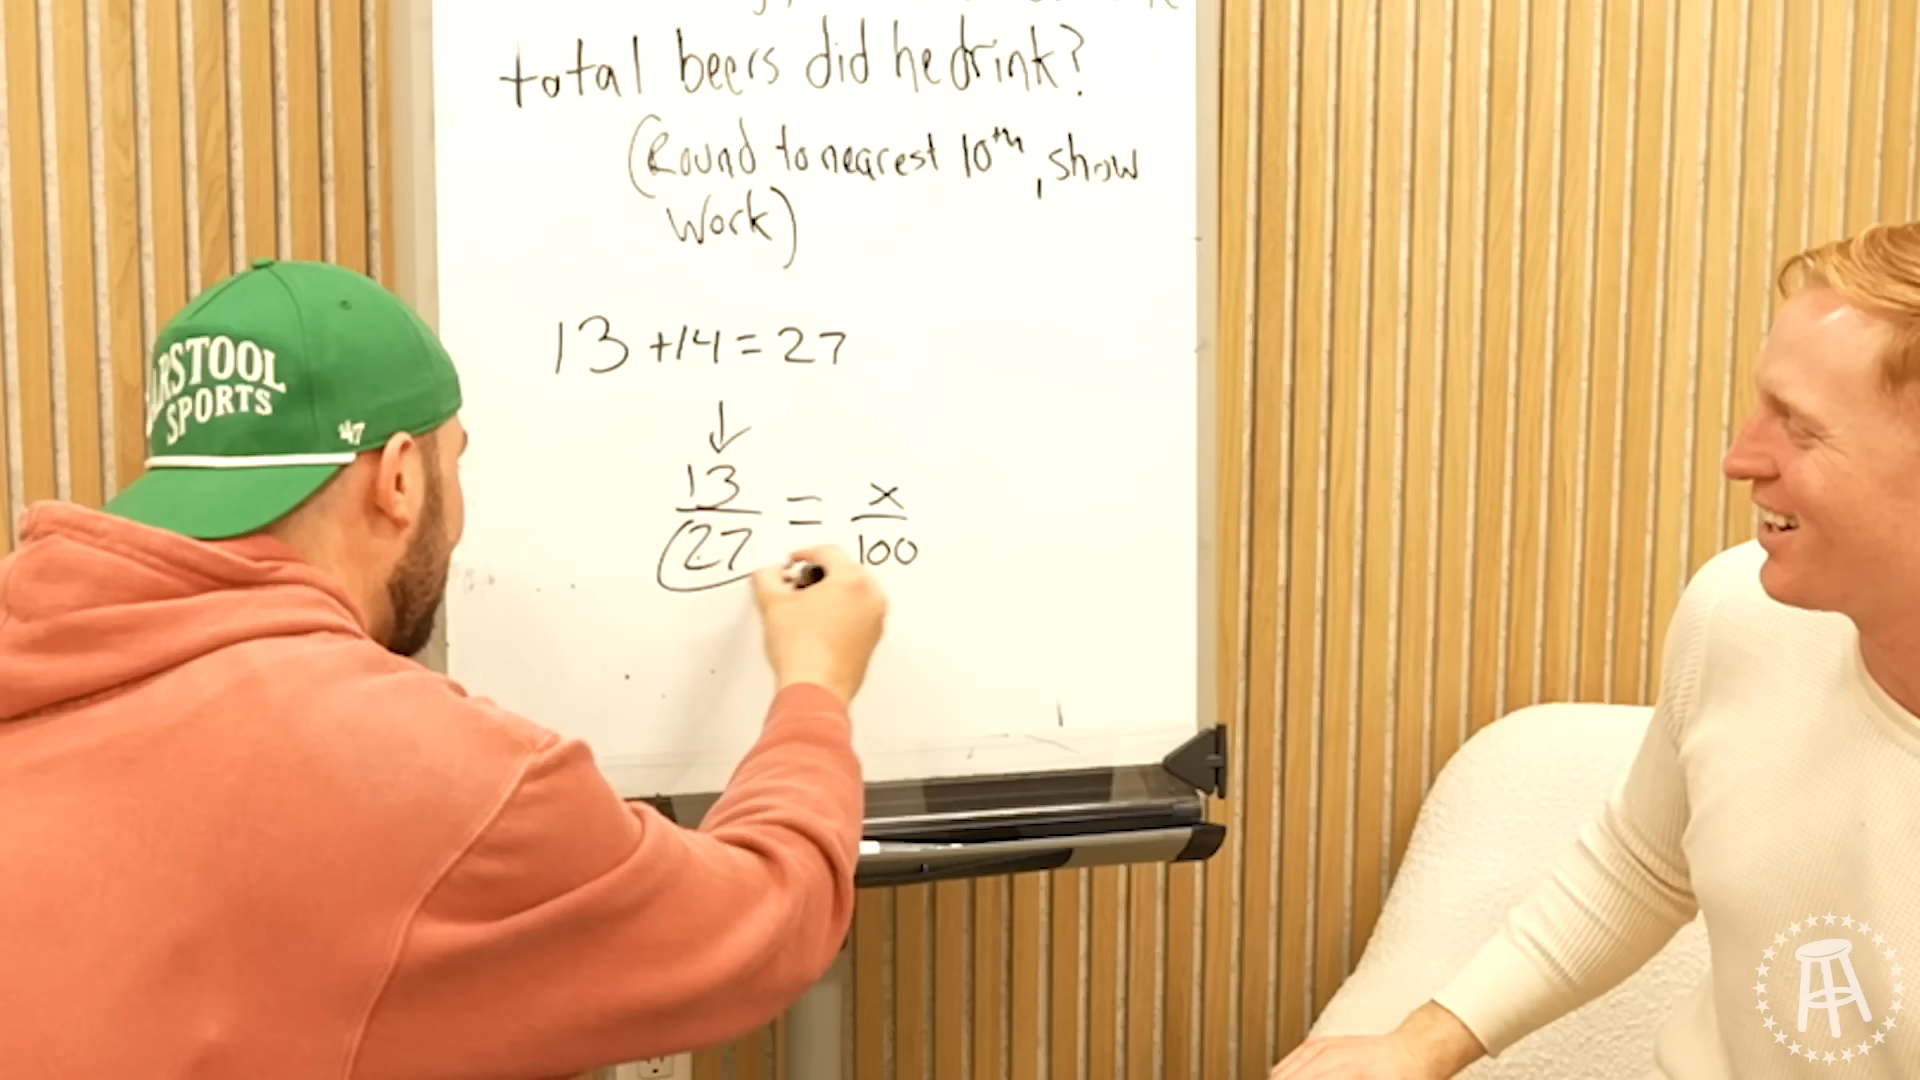 total beers did he drink?
(Round to nearest 10th, show
work)
13 + 14 = 27
↓
13
27
=
x
100
STOOL
SPORTS
'47